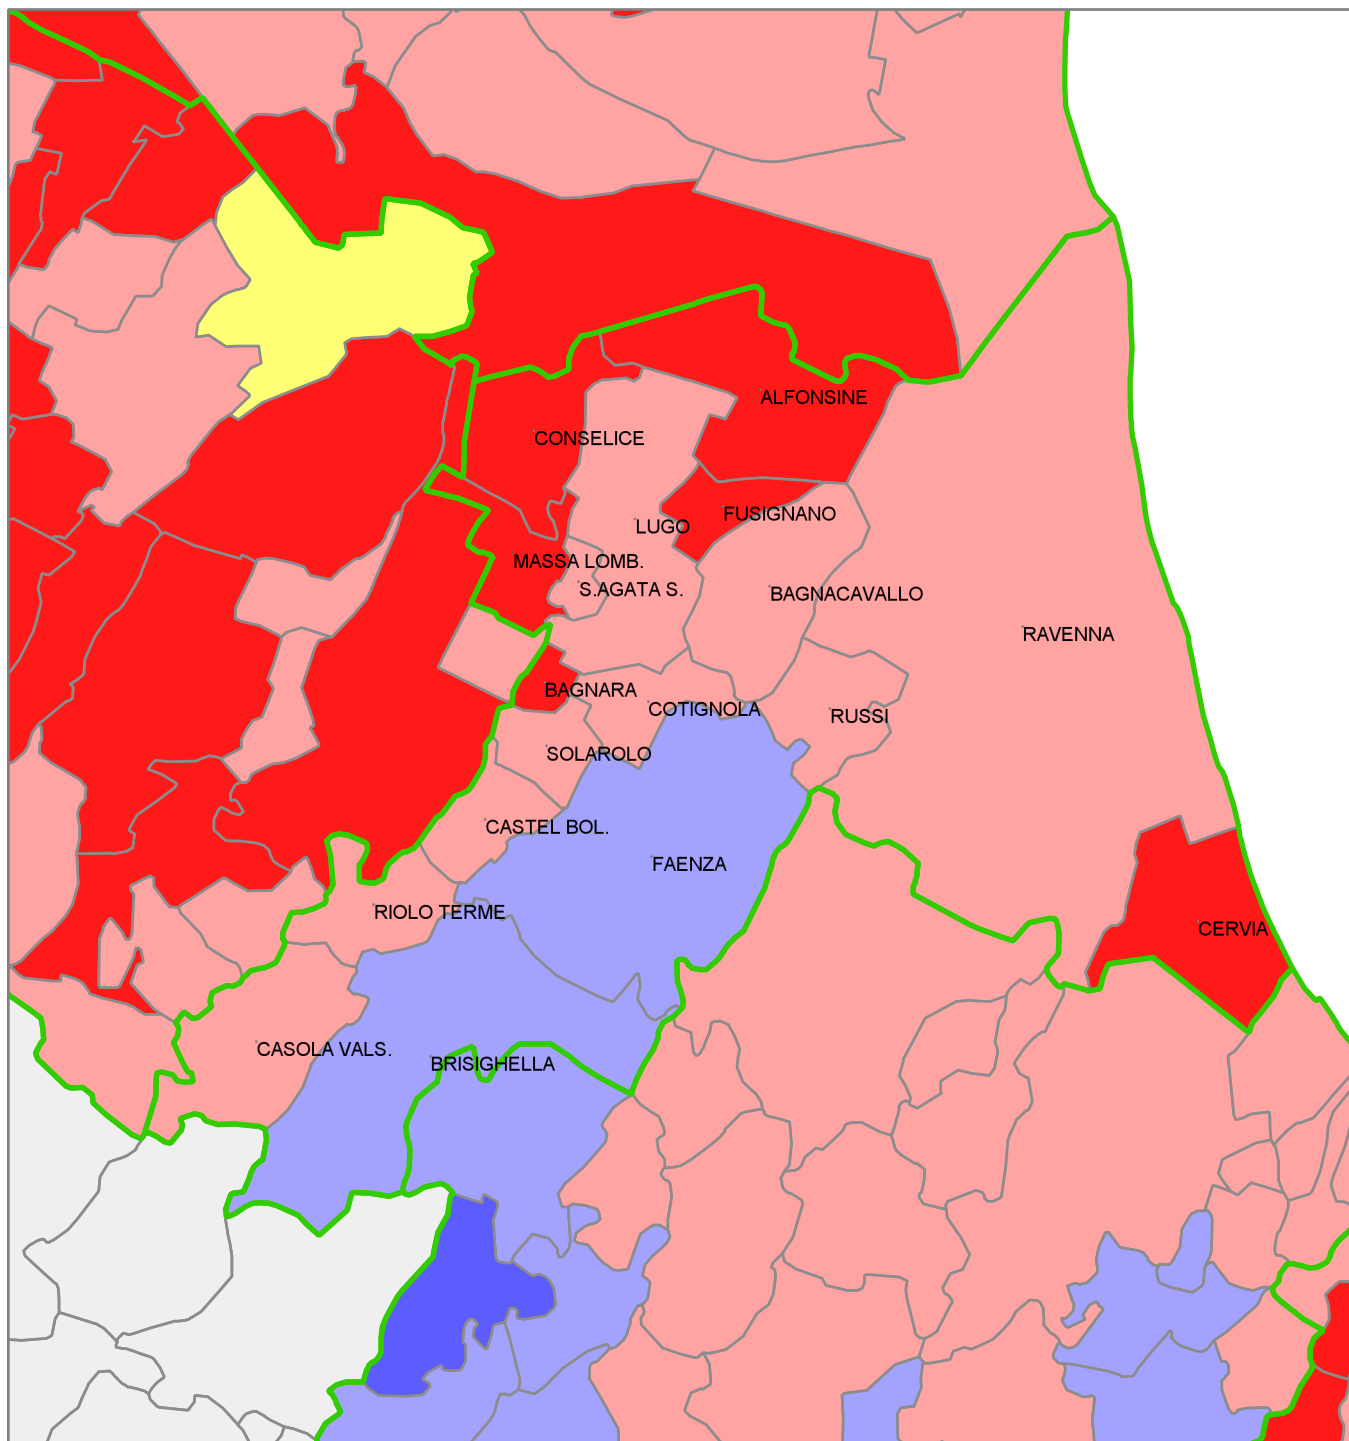 ALFONSINE
CONSELICE
FUSIGNANO
LUGO
MASSA LOMB.
S.AGATA S.
BAGNACAVALLO
RAVENNA
BAGNARA
COTIGNOLA
RUSSI
SOLAROLO
CASTEL BOL.
FAENZA
RIOLO TERME
CERVIA
CASOLA VALS.
BRISIGHELLA